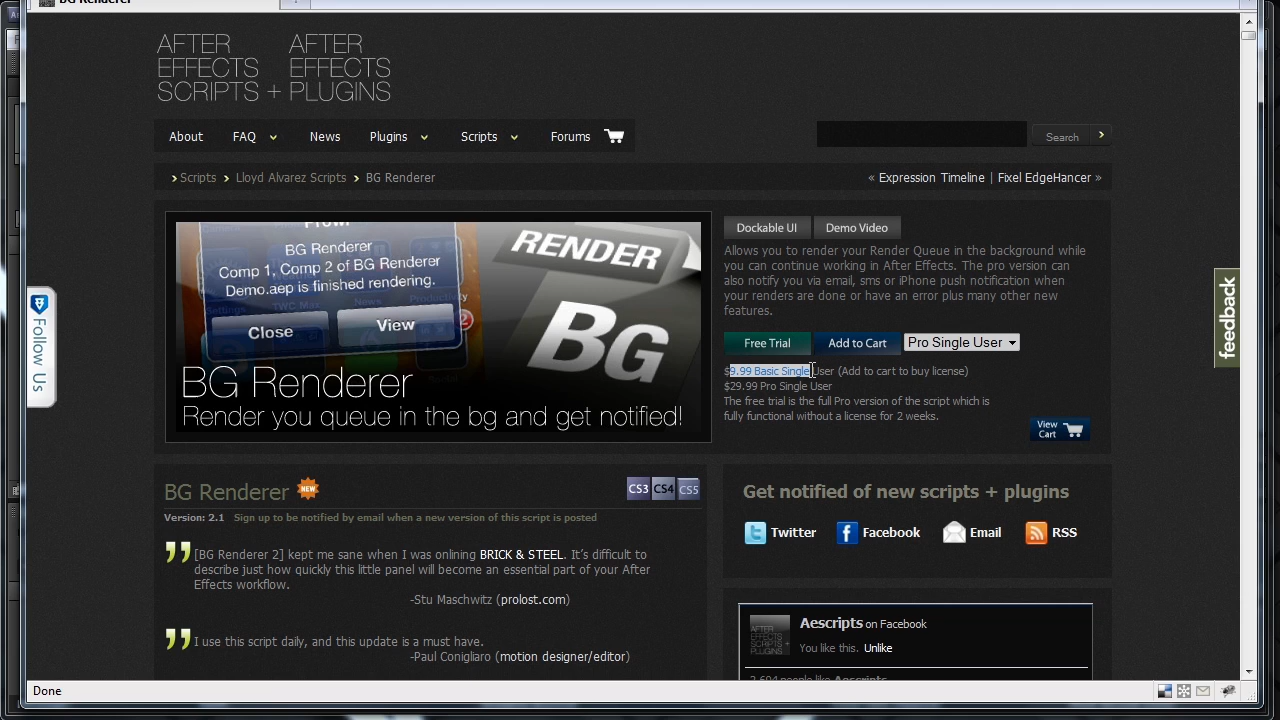 BG Renderer
AFTER AFTER
EFFECTS EFFECTS
SCRIPTS + PLUGINS
About FAQ News Plugins Scripts Forums
Search
Scripts Lloyd Alvarez Scripts BG Renderer
« Expression Timeline | Fixel EdgeHancer »
Prowl
BG Renderer
Comp 1, Comp 2 of BG Renderer
Demo.aep is finished rendering.
Close View
RENDER
BG
BG Renderer
Render you queue in the bg and get notified!
Dockable UI Demo Video
Allows you to render your Render Queue in the background while
you can continue working in After Effects. The pro version can
also notify you via email, sms or iPhone push notification when
your renders are done or have an error plus many other new
features.
Free Trial Add to Cart Pro Single User
$9.99 Basic Single User (Add to cart to buy license)
$29.99 Pro Single User
The free trial is the full Pro version of the script which is
fully functional without a license for 2 weeks.
View
Cart
Follow Us
feedback
BG Renderer NEW CS3 CS4 CS5
Version: 2.1 Sign up to be notified by email when a new version of this script is posted
[BG Renderer 2] kept me sane when I was onlining BRICK & STEEL. It's difficult to
describe just how quickly this little panel will become an essential part of your After
Effects workflow.
-Stu Maschwitz (prolost.com)
I use this script daily, and this update is a must have.
-Paul Conigliaro (motion designer/editor)
Get notified of new scripts + plugins
Twitter Facebook Email RSS
Aescripts on Facebook
You like this. Unlike
people like Aescripts
Done